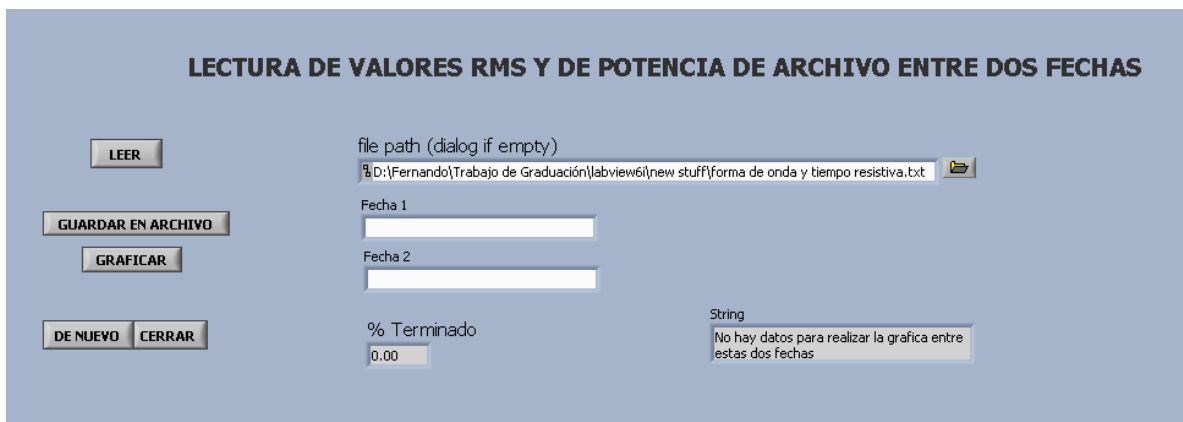 LECTURA DE VALORES RMS Y DE POTENCIA DE ARCHIVO ENTRE DOS FECHAS
LEER
file path (dialog if empty)
D:\Fernando\Trabajo de Graduación\labview6i\new stuff\forma de onda y tiempo resistiva.txt
GUARDAR EN ARCHIVO
Fecha 1
GRAFICAR
Fecha 2
DE NUEVO CERRAR
% Terminado
0.00
String
No hay datos para realizar la grafica entre
estas dos fechas